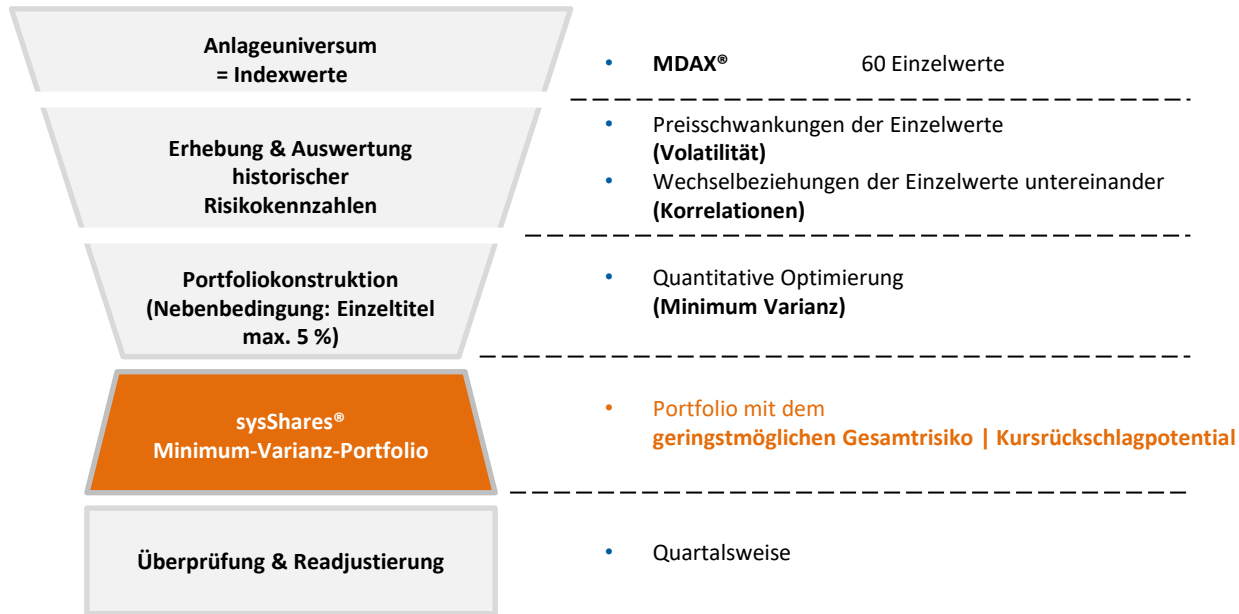 Anlageuniversum
= Indexwerte
• MDAX® 60 Einzelwerte
Erhebung & Auswertung
historischer
Risikokennzahlen
• Preisschwankungen der Einzelwerte
(Volatilität)
• Wechselbeziehungen der Einzelwerte untereinander
(Korrelationen)
Portfoliokonstruktion
(Nebenbedingung: Einzeltitel
max. 5 %)
• Quantitative Optimierung
(Minimum Varianz)
sysShares®
Minimum-Varianz-Portfolio
• Portfolio mit dem
geringstmöglichen Gesamtrisiko | Kursrückschlagpotential
Überprüfung & Readjustierung
• Quartalsweise